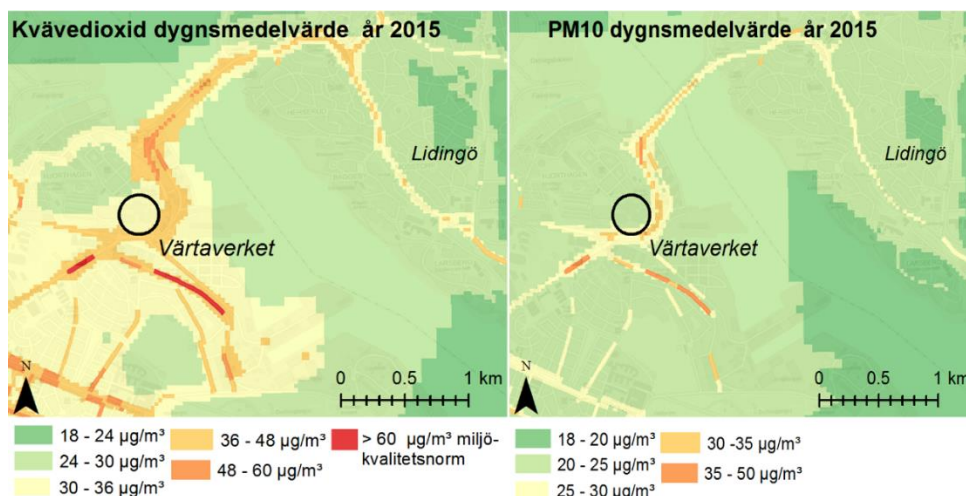 Kvävedioxid dygnsmedelvärde år 2015
Lidingö
Värtaverket
N
0 0.5 1 km
18 - 24 µg/m³
24 - 30 µg/m³
30 - 36 µg/m³
36 - 48 µg/m³
48 - 60 µg/m³
> 60 µg/m³ miljö-
kvalitetsnorm
PM10 dygnsmedelvärde år 2015
Lidingö
Värtaverket
N
0 0.5 1 km
18 - 20 µg/m³
20 - 25 µg/m³
25 - 30 µg/m³
30 -35 µg/m³
35 - 50 µg/m³